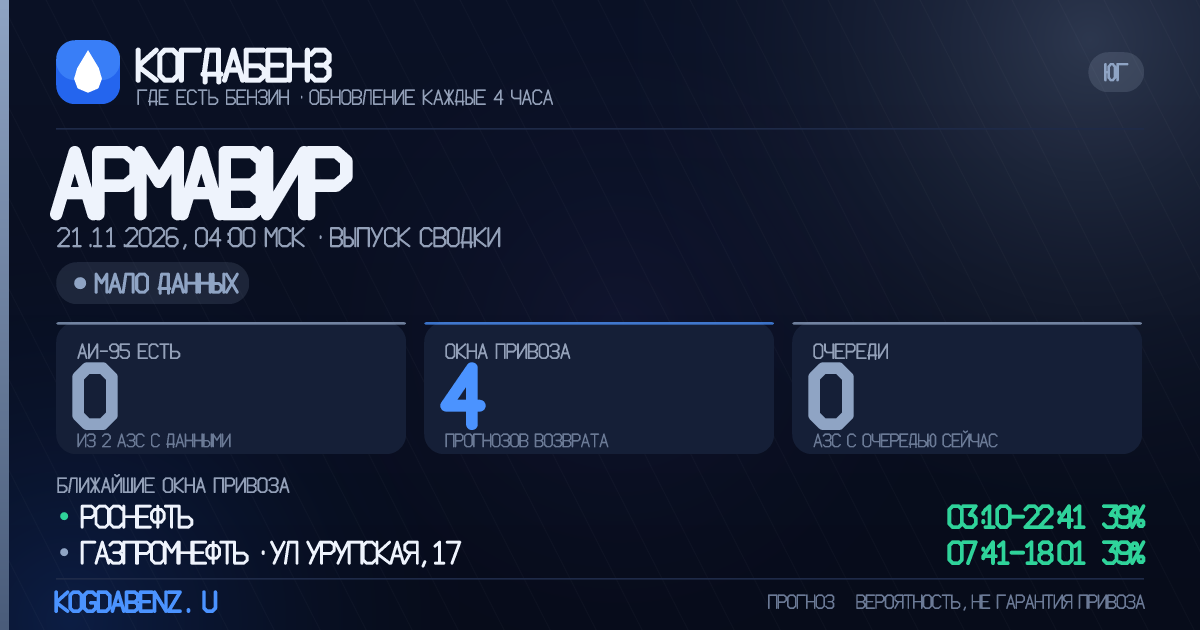 КОГДАБЕНЗ
ГДЕ ЕСТЬ БЕНЗИН · ОБНОВЛЕНИЕ КАЖДЫЕ 4 ЧАСА
ЮГ
АРМАВИР
21.11.2026, 04:00 МСК · ВЫПУСК СВОДКИ
МАЛО ДАННЫХ
АИ-95 ЕСТЬ
0
ИЗ 2 АЗС С ДАННЫМИ
ОКНА ПРИВОЗА
4
ПРОГНОЗОВ ВОЗВРАТА
ОЧЕРЕДИ
0
АЗС С ОЧЕРЕДЬЮ СЕЙЧАС
БЛИЖАЙШИЕ ОКНА ПРИВОЗА
• РОСНЕФТЬ 03:10–22:41 39%
• ГАЗПРОМНЕФТЬ · УЛ УРУПСКАЯ, 17 07:41–18:01 39%
KOGDABENZ. U
ПРОГНОЗ ВЕРОЯТНОСТЬ, НЕ ГАРАНТИЯ ПРИВОЗА